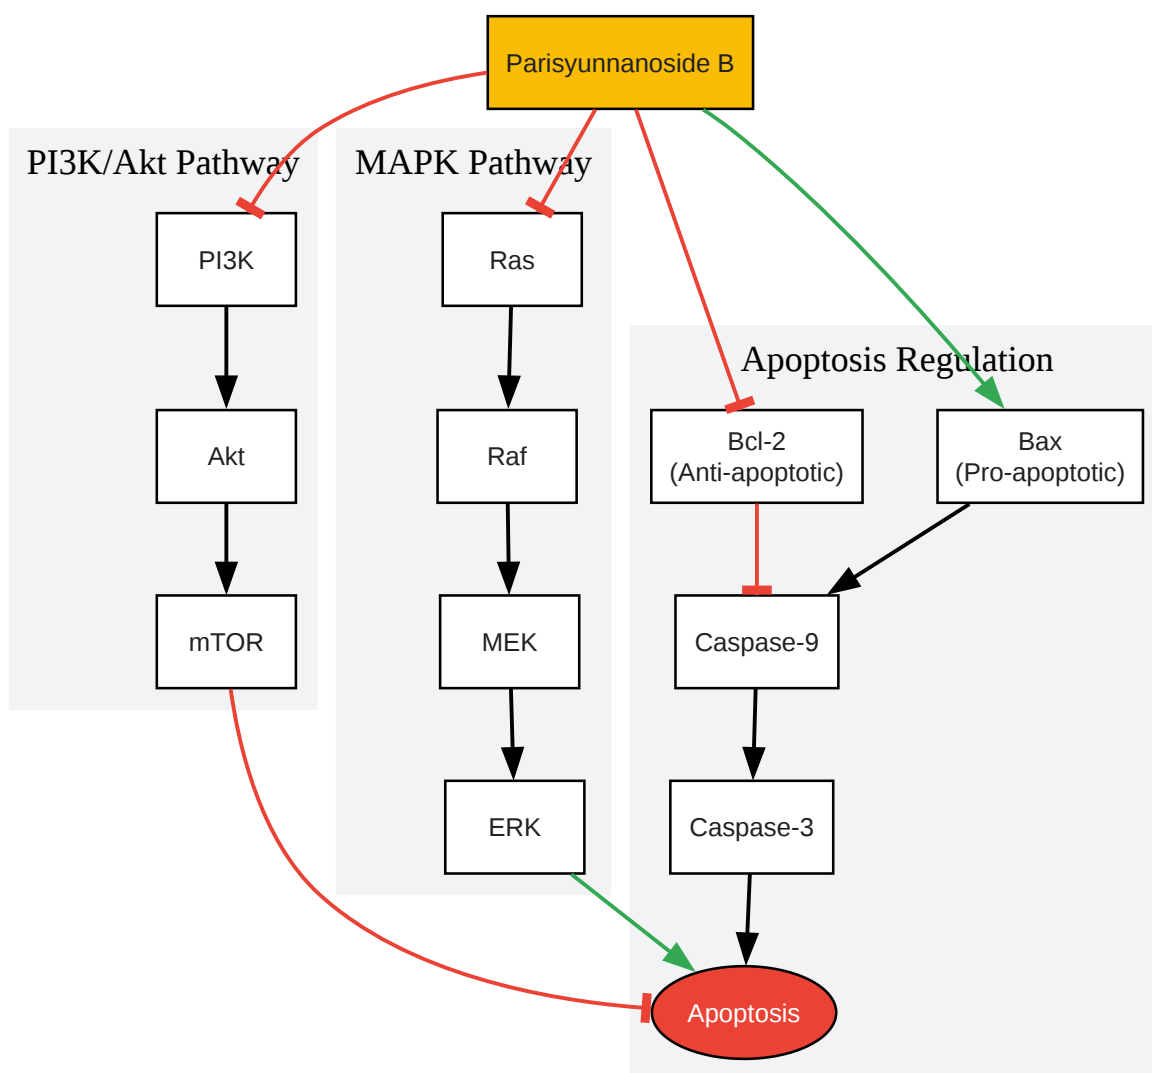 Parisyunnanoside B
PI3K/Akt Pathway
MAPK Pathway
PI3K
Ras
Apoptosis Regulation
Akt
Raf
Bcl-2
(Anti-apoptotic)
Bax
(Pro-apoptotic)
mTOR
MEK
Caspase-9
ERK
Caspase-3
Apoptosis